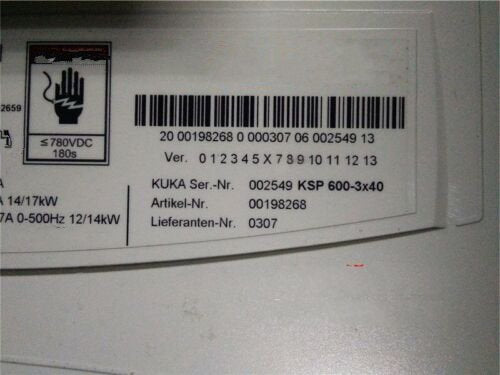 2659
≤780VDC
180s
20 00198268 0 000307 06 002549 13
Ver. 0 1 2 3 4 5 X 7 8 9 10 11 12 13
KUKA Ser.-Nr. 002549 KSP 600-3x40
Artikel-Nr. 00198268
Lieferanten-Nr. 0307
A
A 14/17kW
7A 0-500Hz 12/14kW